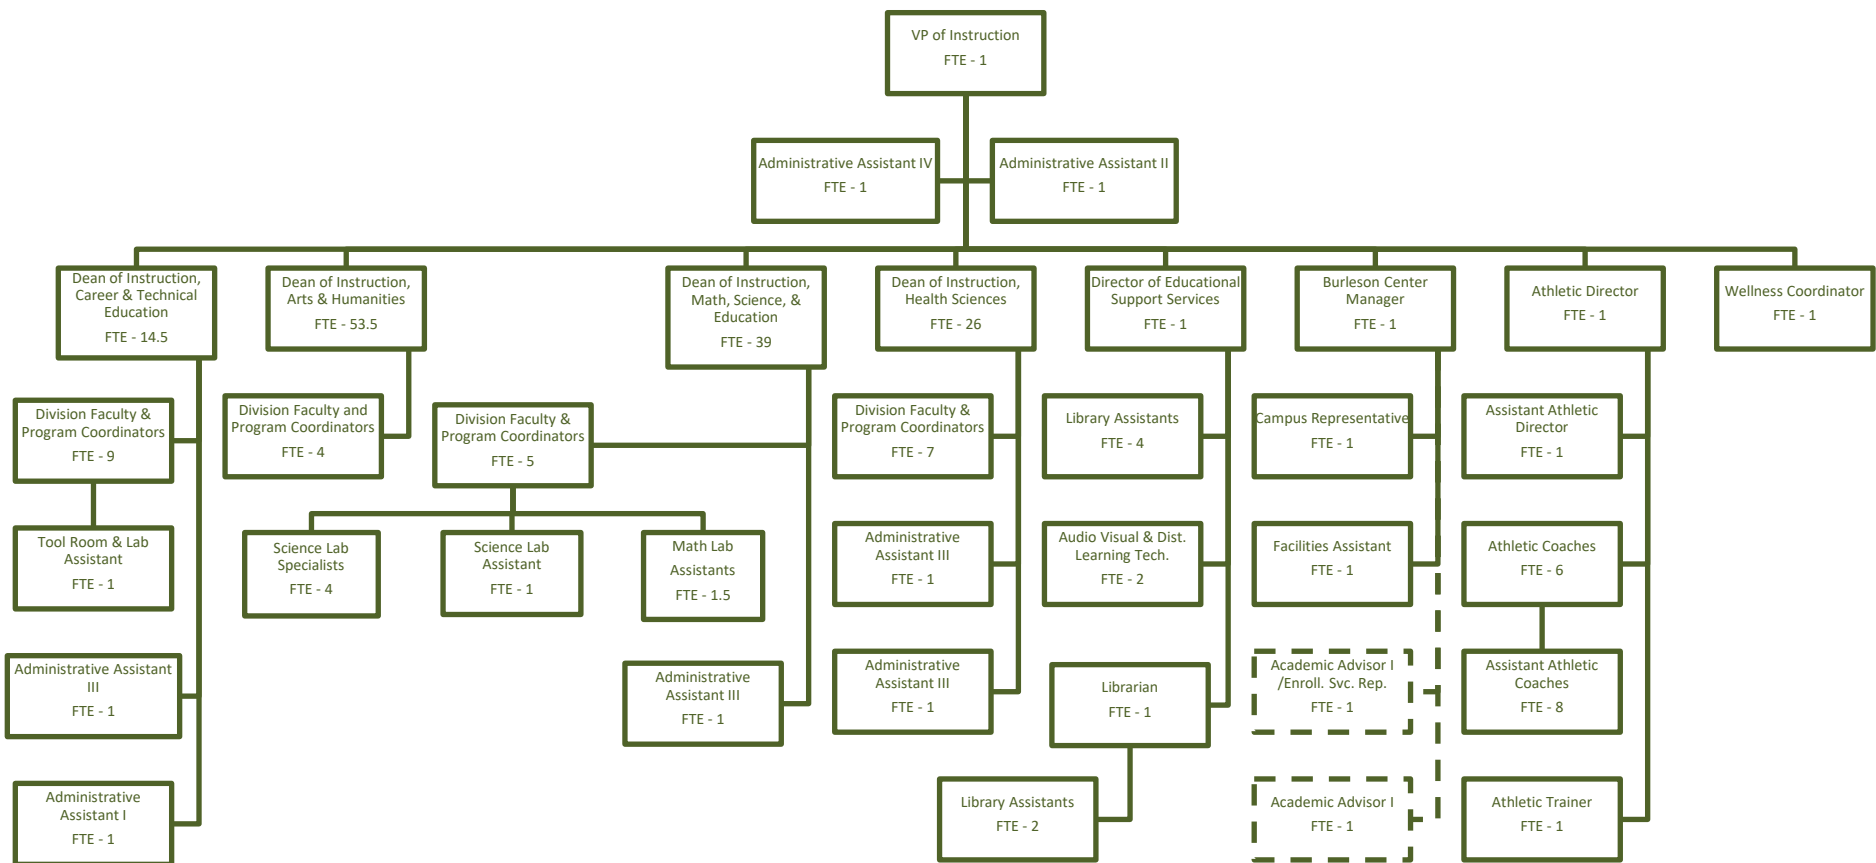 VP of Instruction
FTE - 1
Administrative Assistant IV
FTE - 1
Administrative Assistant II
FTE - 1
Dean of Instruction,
Career & Technical
Education
FTE - 14.5
Dean of Instruction,
Arts & Humanities
FTE - 53.5
Dean of Instruction,
Math, Science, &
Education
FTE - 39
Dean of Instruction,
Health Sciences
FTE - 26
Director of Educational
Support Services
FTE - 1
Burleson Center
Manager
FTE - 1
Athletic Director
FTE - 1
Wellness Coordinator
FTE - 1
Division Faculty &
Program Coordinators
FTE - 9
Division Faculty and
Program Coordinators
FTE - 4
Division Faculty &
Program Coordinators
FTE - 5
Division Faculty &
Program Coordinators
FTE - 7
Library Assistants
FTE - 4
Campus Representative
FTE - 1
Assistant Athletic
Director
FTE - 1
Tool Room & Lab
Assistant
FTE - 1
Science Lab
Specialists
FTE - 4
Science Lab
Assistant
FTE - 1
Math Lab
Assistants
FTE - 1.5
Administrative
Assistant III
FTE - 1
Audio Visual & Dist.
Learning Tech.
FTE - 2
Facilities Assistant
FTE - 1
Athletic Coaches
FTE - 6
Administrative Assistant
III
FTE - 1
Administrative
Assistant III
FTE - 1
Administrative
Assistant III
FTE - 1
Librarian
FTE - 1
Academic Advisor I
/Enroll. Svc. Rep.
FTE - 1
Assistant Athletic
Coaches
FTE - 8
Administrative
Assistant I
FTE - 1
Library Assistants
FTE - 2
Academic Advisor I
FTE - 1
Athletic Trainer
FTE - 1